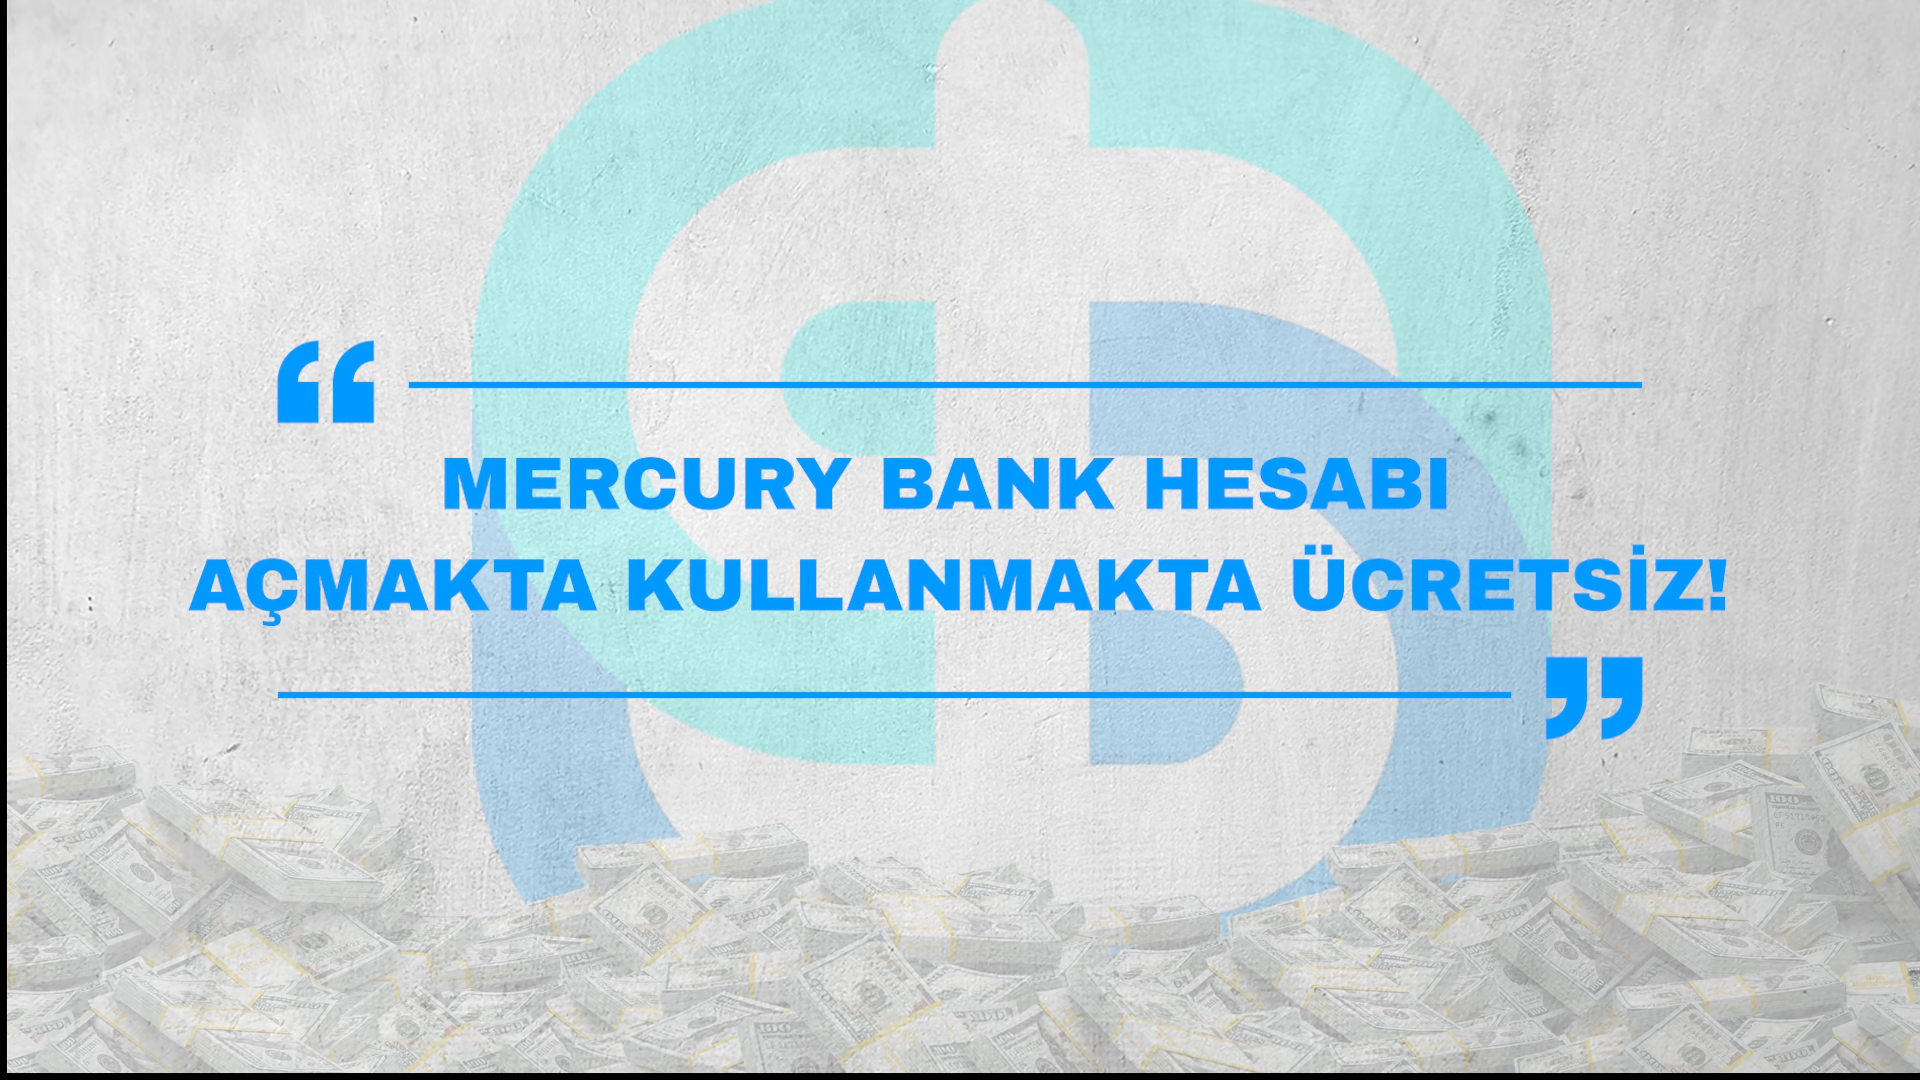 “
MERCURY BANK HESABI
AÇMAKTA KULLANMAKTA ÜCRETSİZ!
”